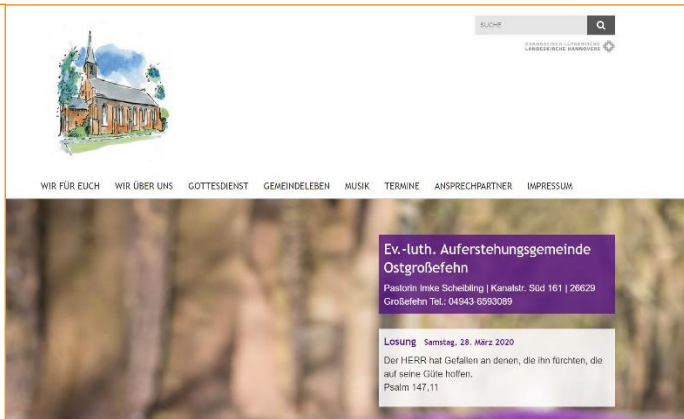 SUCHE
EVANGELISCH-LUTHERISCHE
LANDESKIRCHE HANNOVERS
WIR FÜR EUCH WIR ÜBER UNS GOTTESDIENST GEMEINDELEBEN MUSIK TERMINE ANSPRECHPARTNER IMPRESSUM
Ev.-luth. Auferstehungsgemeinde
Ostgroßefehn
Pastorin Imke Scheibling | Kanalstr. Süd 161 | 26629
Großefehn Tel.: 04943-6593089
Losung Samstag, 28. März 2020
Der HERR hat Gefallen an denen, die ihn fürchten, die
auf seine Güte hoffen.
Psalm 147,11